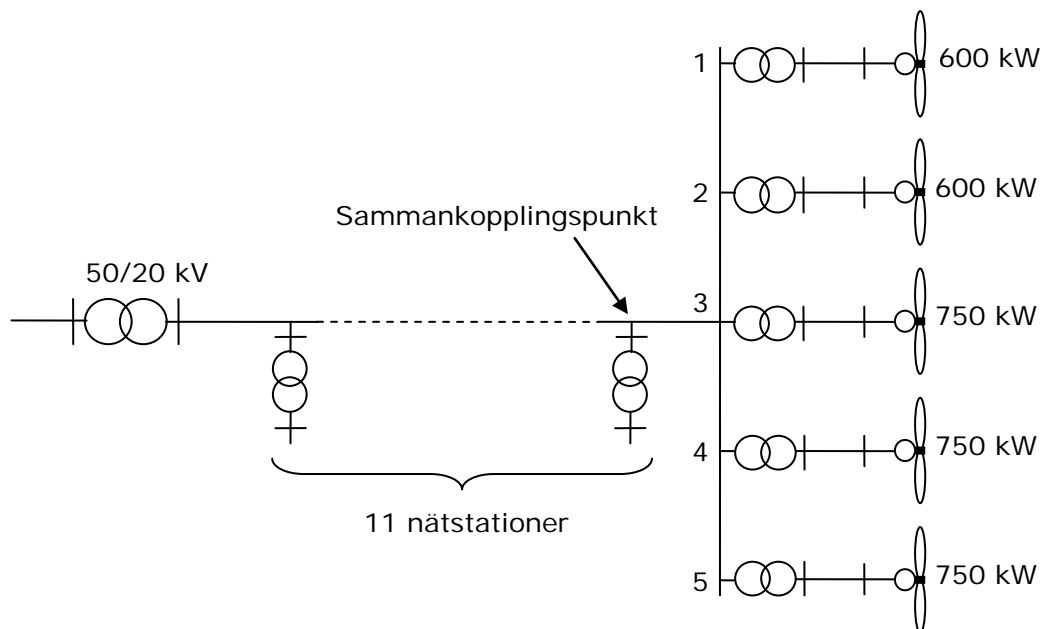 1
600 kW
2
600 kW
Sammankopplingspunkt
50/20 kV
3
750 kW
4
750 kW
11 nätstationer
5
750 kW